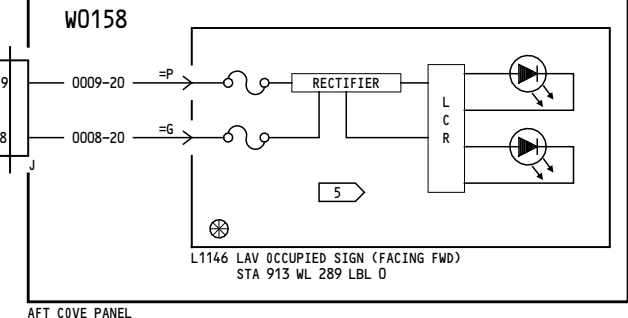 W0158
9
0009-20
=P
RECTIFIER
L
C
R
8
0008-20
=G
J
5
L1146 LAV OCCUPIED SIGN (FACING FWD)
STA 913 WL 289 LBL 0
AFT COVE PANEL